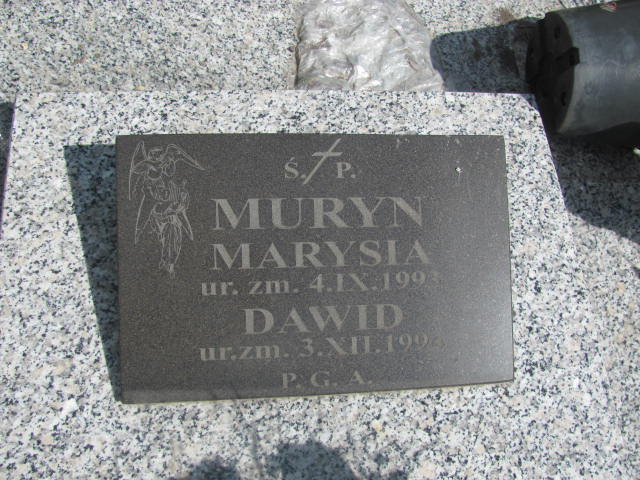 Ś. P.
MURYN
MARYSIA
ur. zm. 4.IX.1993
DAWID
ur.zm. 3.XII.
P. G. A.